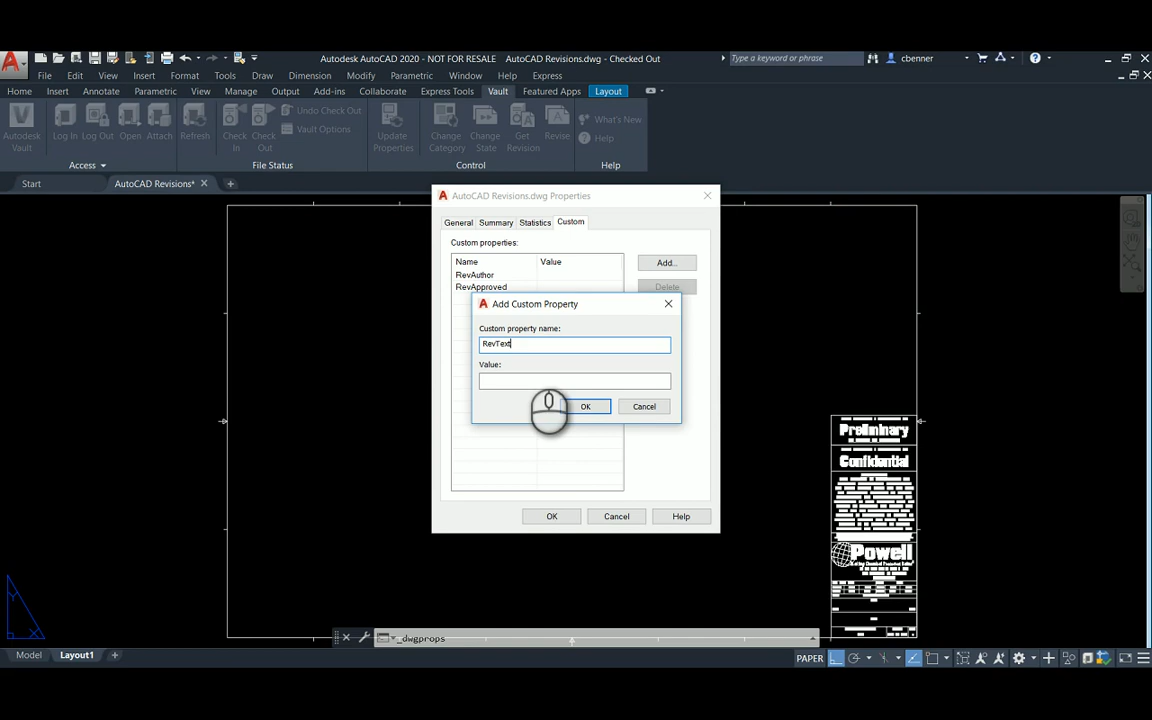 Autodesk AutoCAD 2020 - NOT FOR RESALE AutoCAD Revisions.dwg - Checked Out
Type a keyword or phrase
cbenner
File Edit View Insert Format Tools Draw Dimension Modify Parametric Window Help Express
Home Insert Annotate Parametric View Manage Output Add-ins Collaborate Express Tools Vault Featured Apps Layout
Autodesk Vault
Log In
Log Out
Open
Attach
Refresh
Check In
Check Out
Undo Check Out
Vault Options
Update Properties
Change Category
Change State
Get Revision
Revise
What's New
Help
Access
File Status
Control
Help
Start
AutoCAD Revisions*
AutoCAD Revisions.dwg Properties
General Summary Statistics Custom
Custom properties:
Name Value
Add...
RevAuthor
RevApproved
Delete
Add Custom Property
Custom property name:
RevText
Value:
OK Cancel
OK Cancel Help
Preliminary
Confidential
Powell
_dwgprops
Model Layout1
PAPER
Y
X